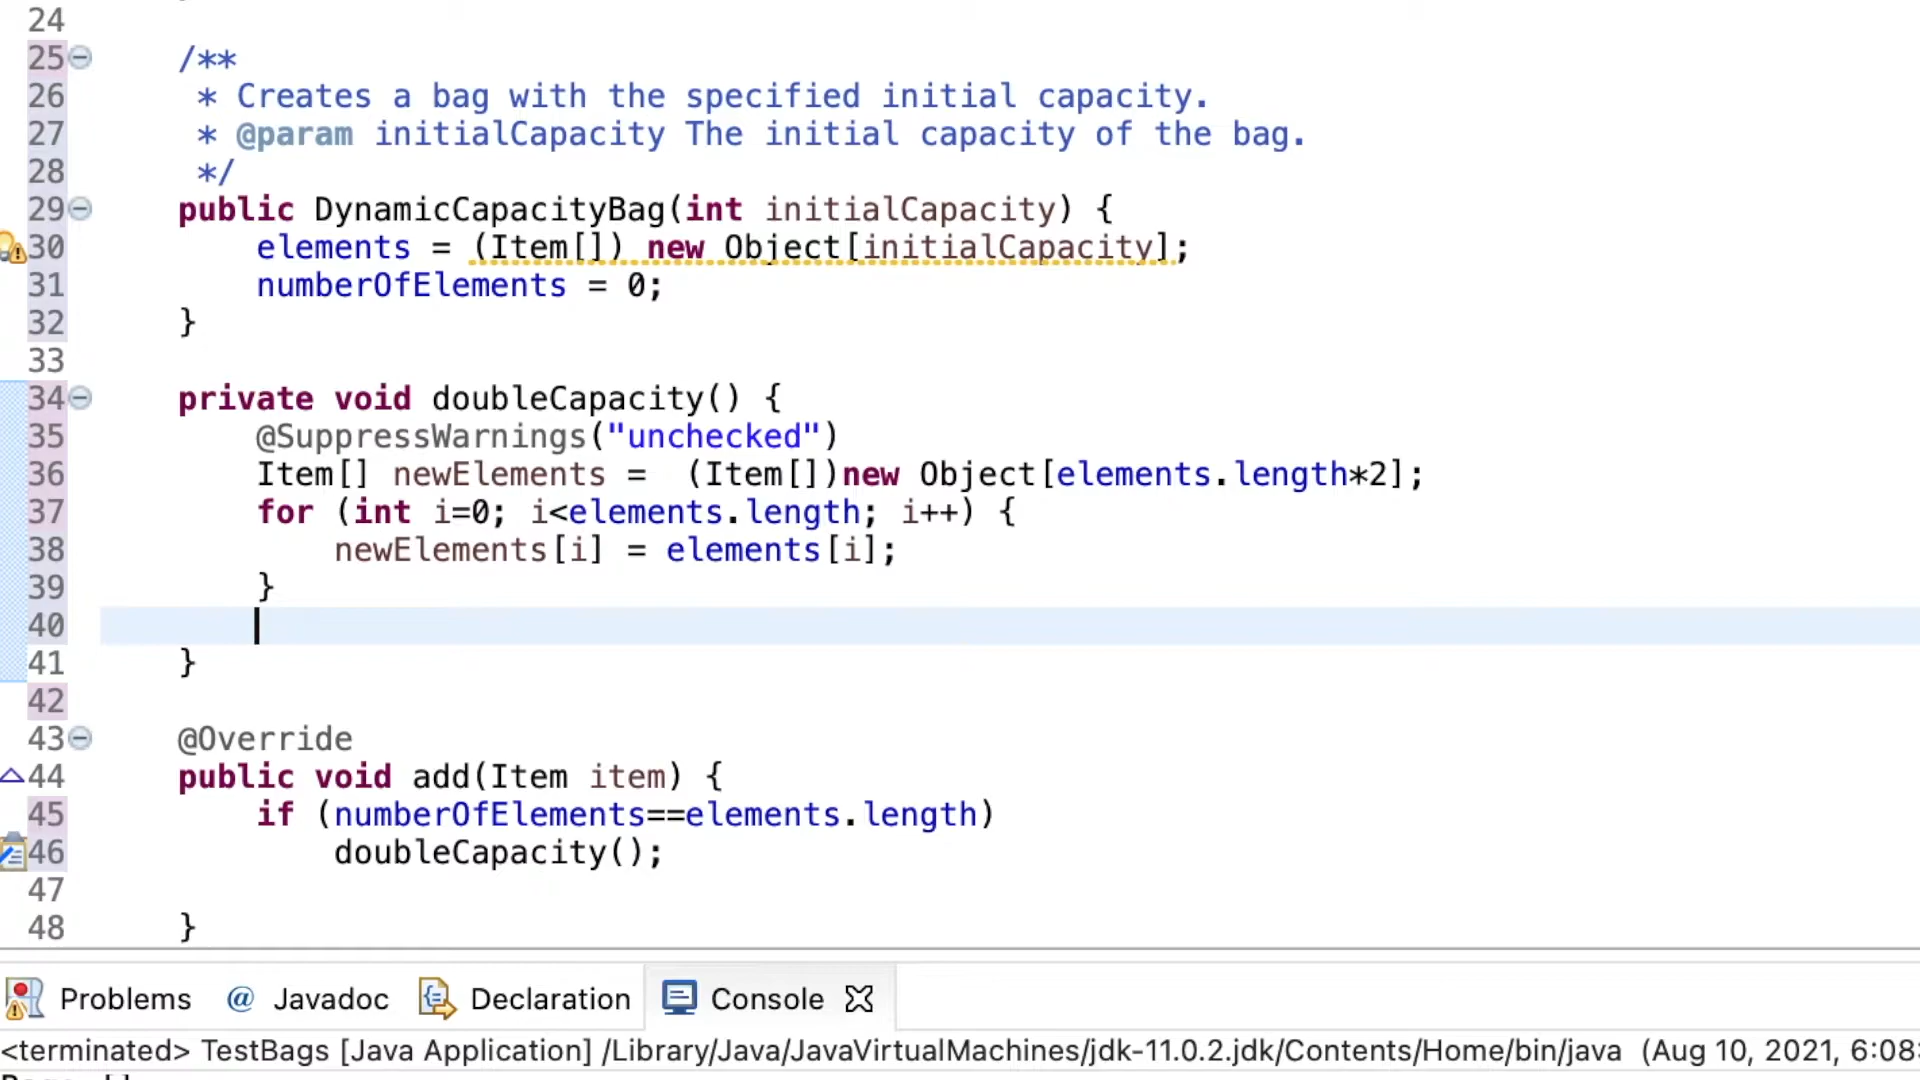 24
25 /**
26 * Creates a bag with the specified initial capacity.
27 * @param initialCapacity The initial capacity of the bag.
28 */
29 public DynamicCapacityBag(int initialCapacity) {
30 elements = (Item[]) new Object[initialCapacity];
31 numberOfElements = 0;
32 }
33
34 private void doubleCapacity() {
35 @SuppressWarnings("unchecked")
36 Item[] newElements =  (Item[])new Object[elements.length*2];
37 for (int i=0; i<elements.length; i++) {
38 newElements[i] = elements[i];
39 }
40
41 }
42
43 @Override
44 public void add(Item item) {
45 if (numberOfElements==elements.length)
46 doubleCapacity();
47
48 }
Problems @ Javadoc Declaration Console
<terminated> TestBags [Java Application] /Library/Java/JavaVirtualMachines/jdk-11.0.2.jdk/Contents/Home/bin/java (Aug 10, 2021, 6:08: